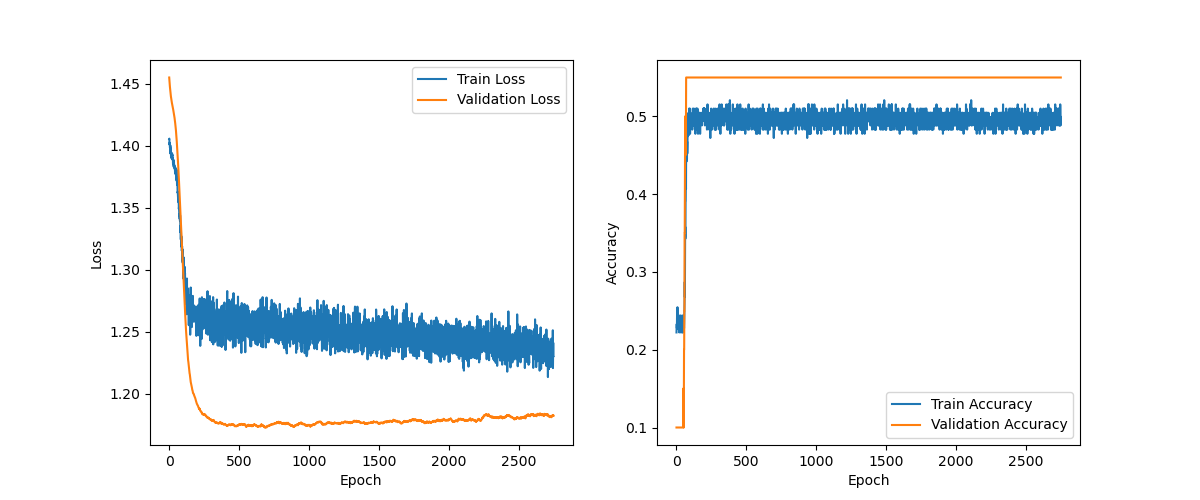 Loss
1.45
1.40
1.35
1.30
1.25
1.20
Train Loss
Validation Loss
0 500 1000 1500 2000 2500
Epoch
Accuracy
0.5
0.4
0.3
0.2
0.1
Train Accuracy
Validation Accuracy
0 500 1000 1500 2000 2500
Epoch